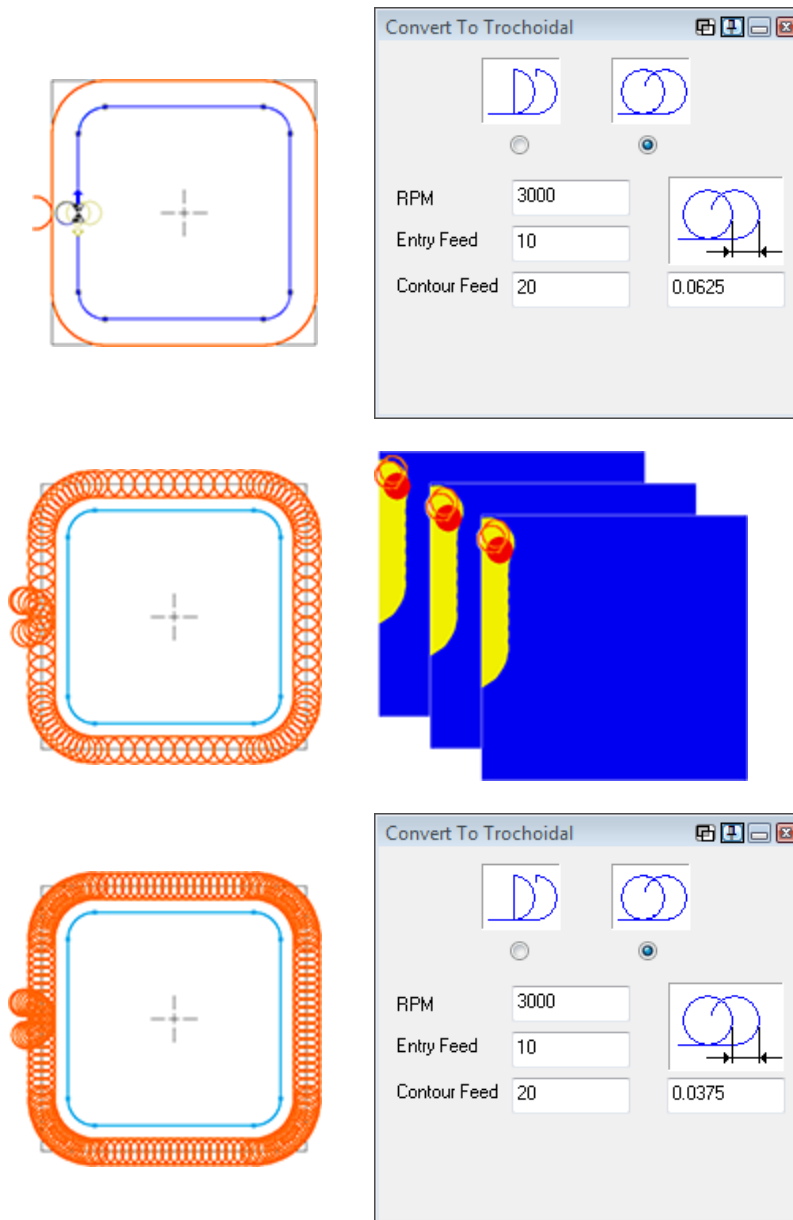 Convert To Trochoidal
RPM 3000
Entry Feed 10
Contour Feed 20 0.0625
Convert To Trochoidal
RPM 3000
Entry Feed 10
Contour Feed 20 0.0375